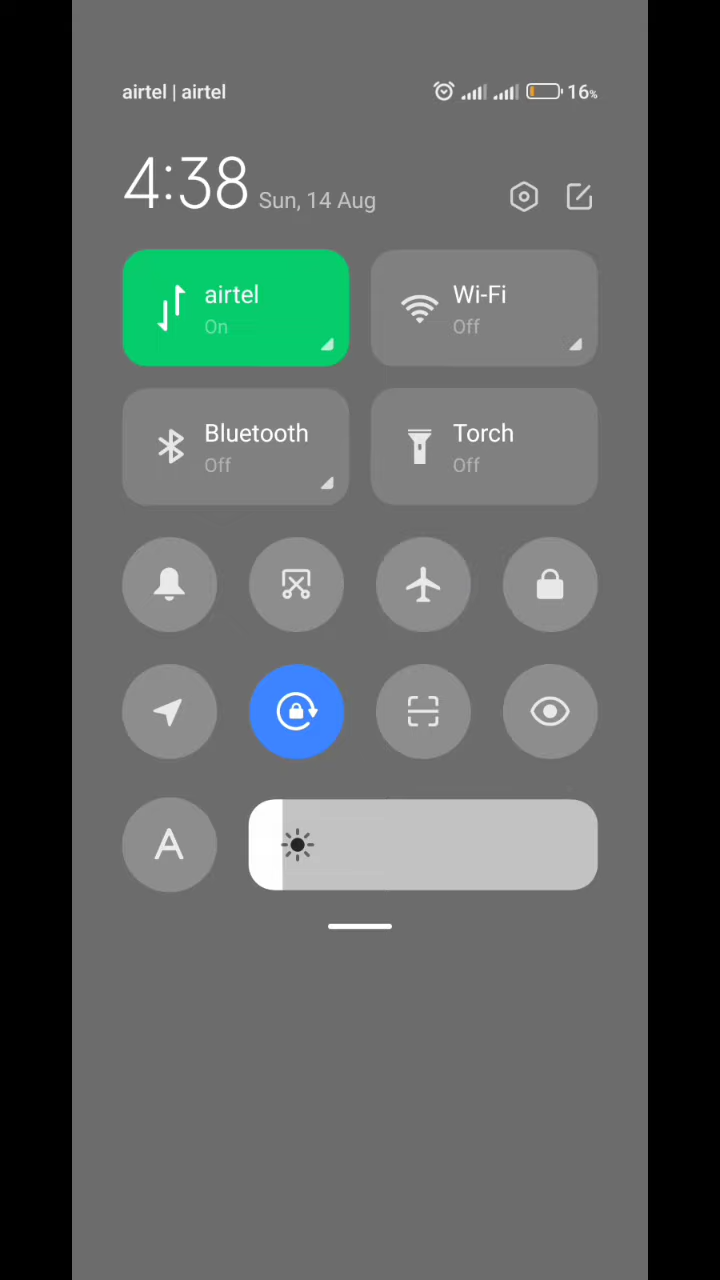 airtel | airtel 16%
4:38 Sun, 14 Aug
airtel
On
Wi-Fi
Off
Bluetooth
Off
Torch
Off
A